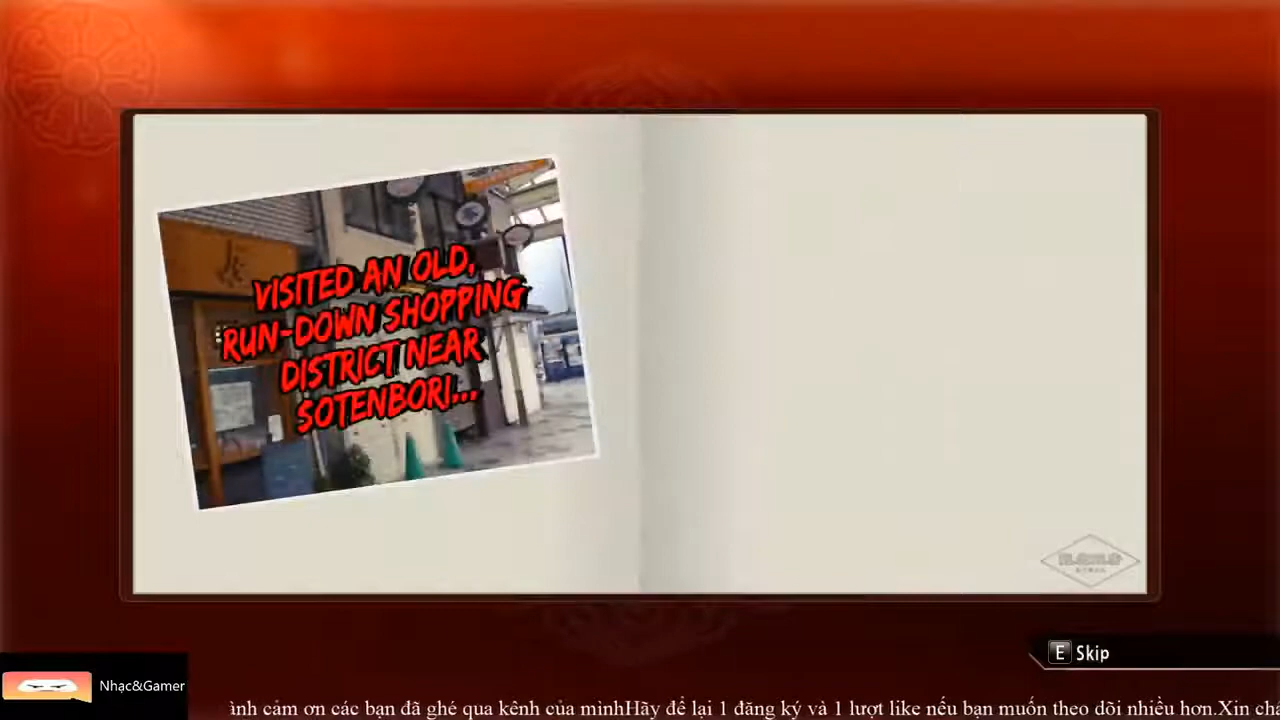 VISITED AN OLD,
RUN-DOWN SHOPPING
DISTRICT NEAR
SOTENBORI...
E Skip
Nhạc&Gamer
ình cảm ơn các bạn đã ghé qua kênh của mìnhHãy để lại 1 đăng ký và 1 lượt like nếu bạn muốn theo dõi nhiều hơn.Xin chà